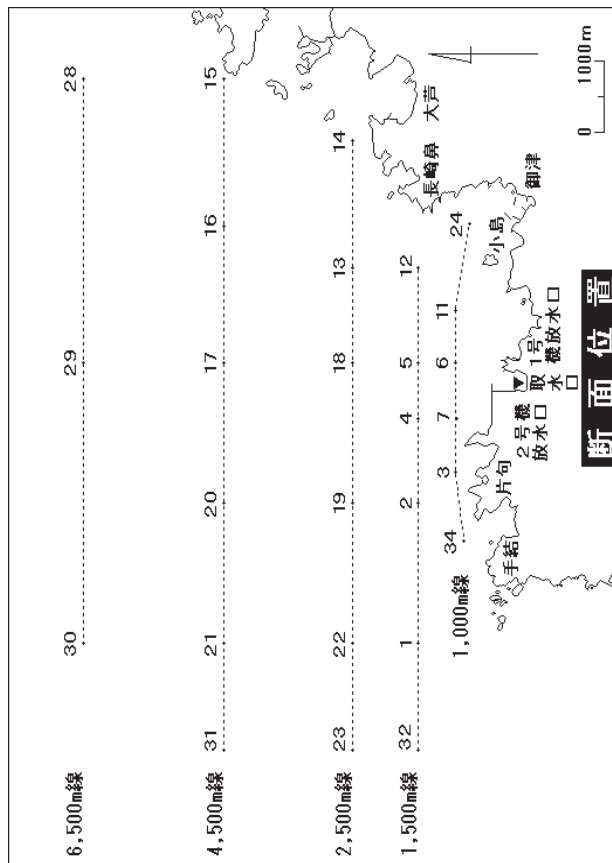 6,500m線 30 29 28
4,500m線 31 21 20 17 16 15
2,500m線 23 22 19 18 13 14
1,500m線 32 1 2 4 5 12
1,000m線 34 3 7 6 11 24
大芦
長崎鼻
御津
小島
片句
手結
1号機放水口
取水口
2号機放水口
0 1000m
断面位置